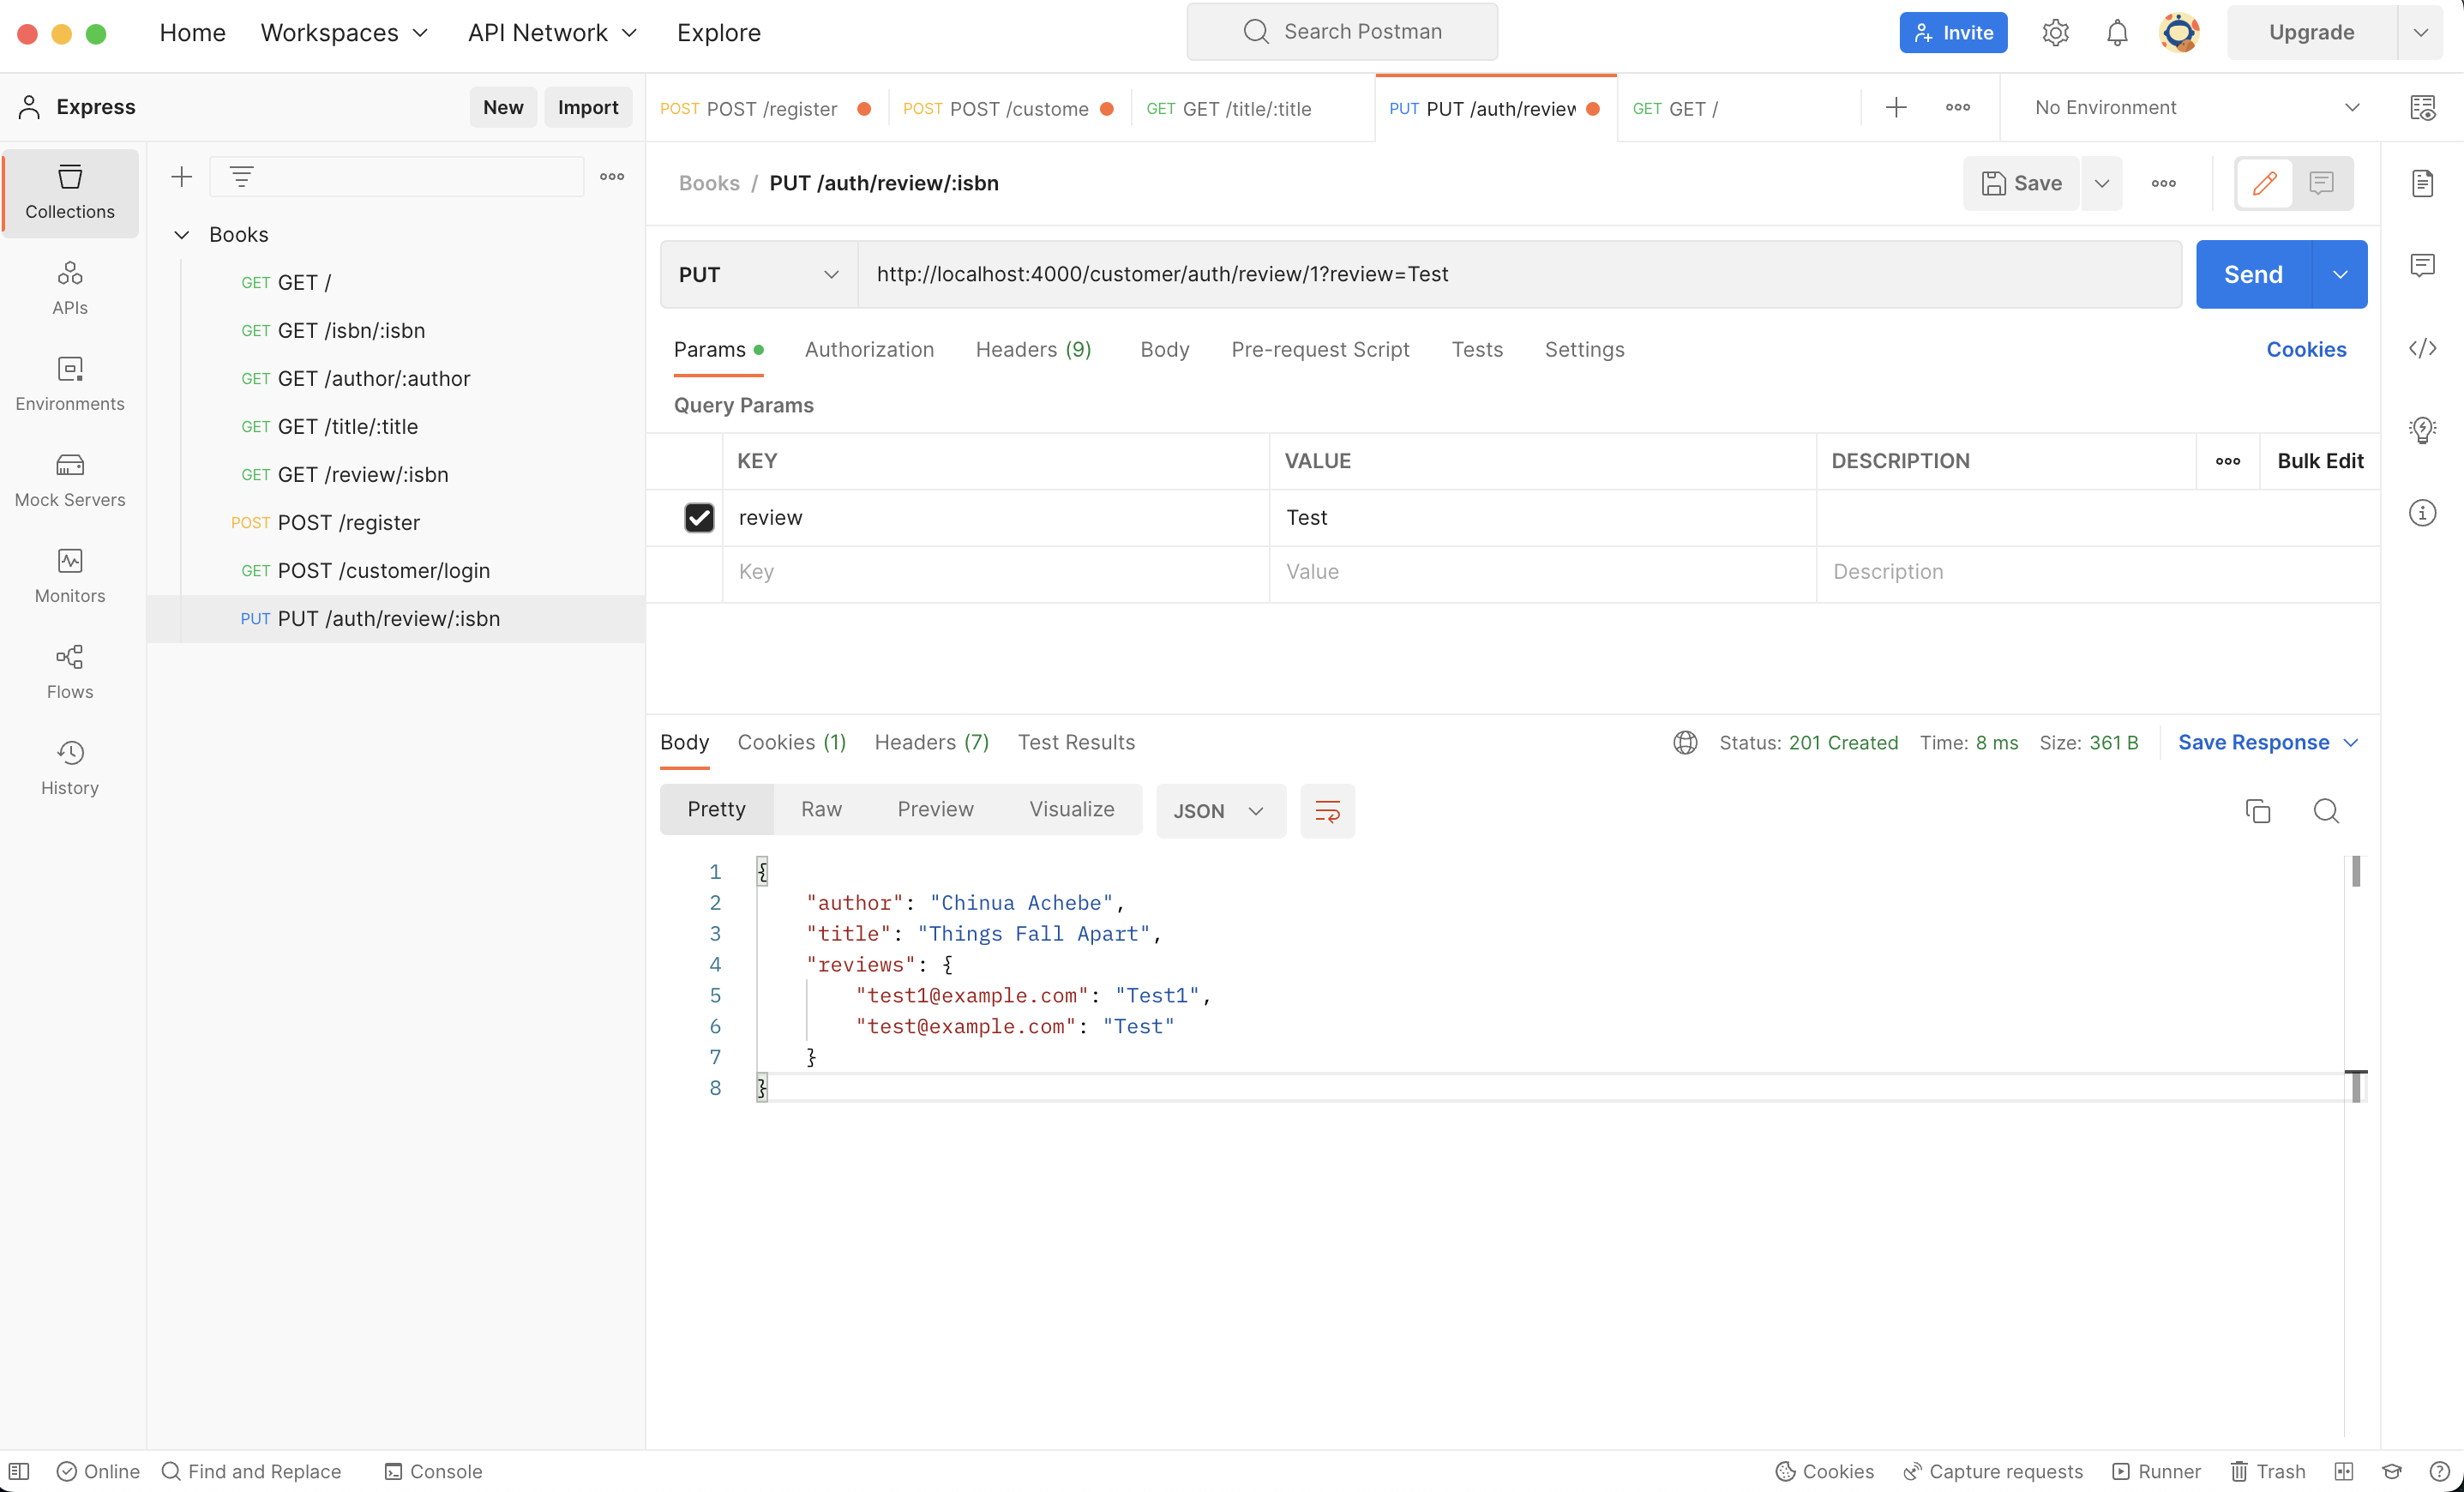 Home Workspaces API Network Explore Search Postman Invite Upgrade
Express New Import
POST POST /register POST POST /custome GET GET /title/:title PUT PUT /auth/review GET GET / No Environment
Collections
APIs
Environments
Mock Servers
Monitors
Flows
History
Books
GET GET /
GET GET /isbn/:isbn
GET GET /author/:author
GET GET /title/:title
GET GET /review/:isbn
POST POST /register
GET POST /customer/login
PUT PUT /auth/review/:isbn
Books / PUT /auth/review/:isbn Save
PUT http://localhost:4000/customer/auth/review/1?review=Test Send
Params Authorization Headers (9) Body Pre-request Script Tests Settings Cookies
Query Params
KEY VALUE DESCRIPTION Bulk Edit
review Test
Key Value Description
Body Cookies (1) Headers (7) Test Results Status: 201 Created Time: 8 ms Size: 361 B Save Response
Pretty Raw Preview Visualize JSON
1 {
2 "author": "Chinua Achebe",
3 "title": "Things Fall Apart",
4 "reviews": {
5 "test1@example.com": "Test1",
6 "test@example.com": "Test"
7 }
8 }
Online Find and Replace Console Cookies Capture requests Runner Trash